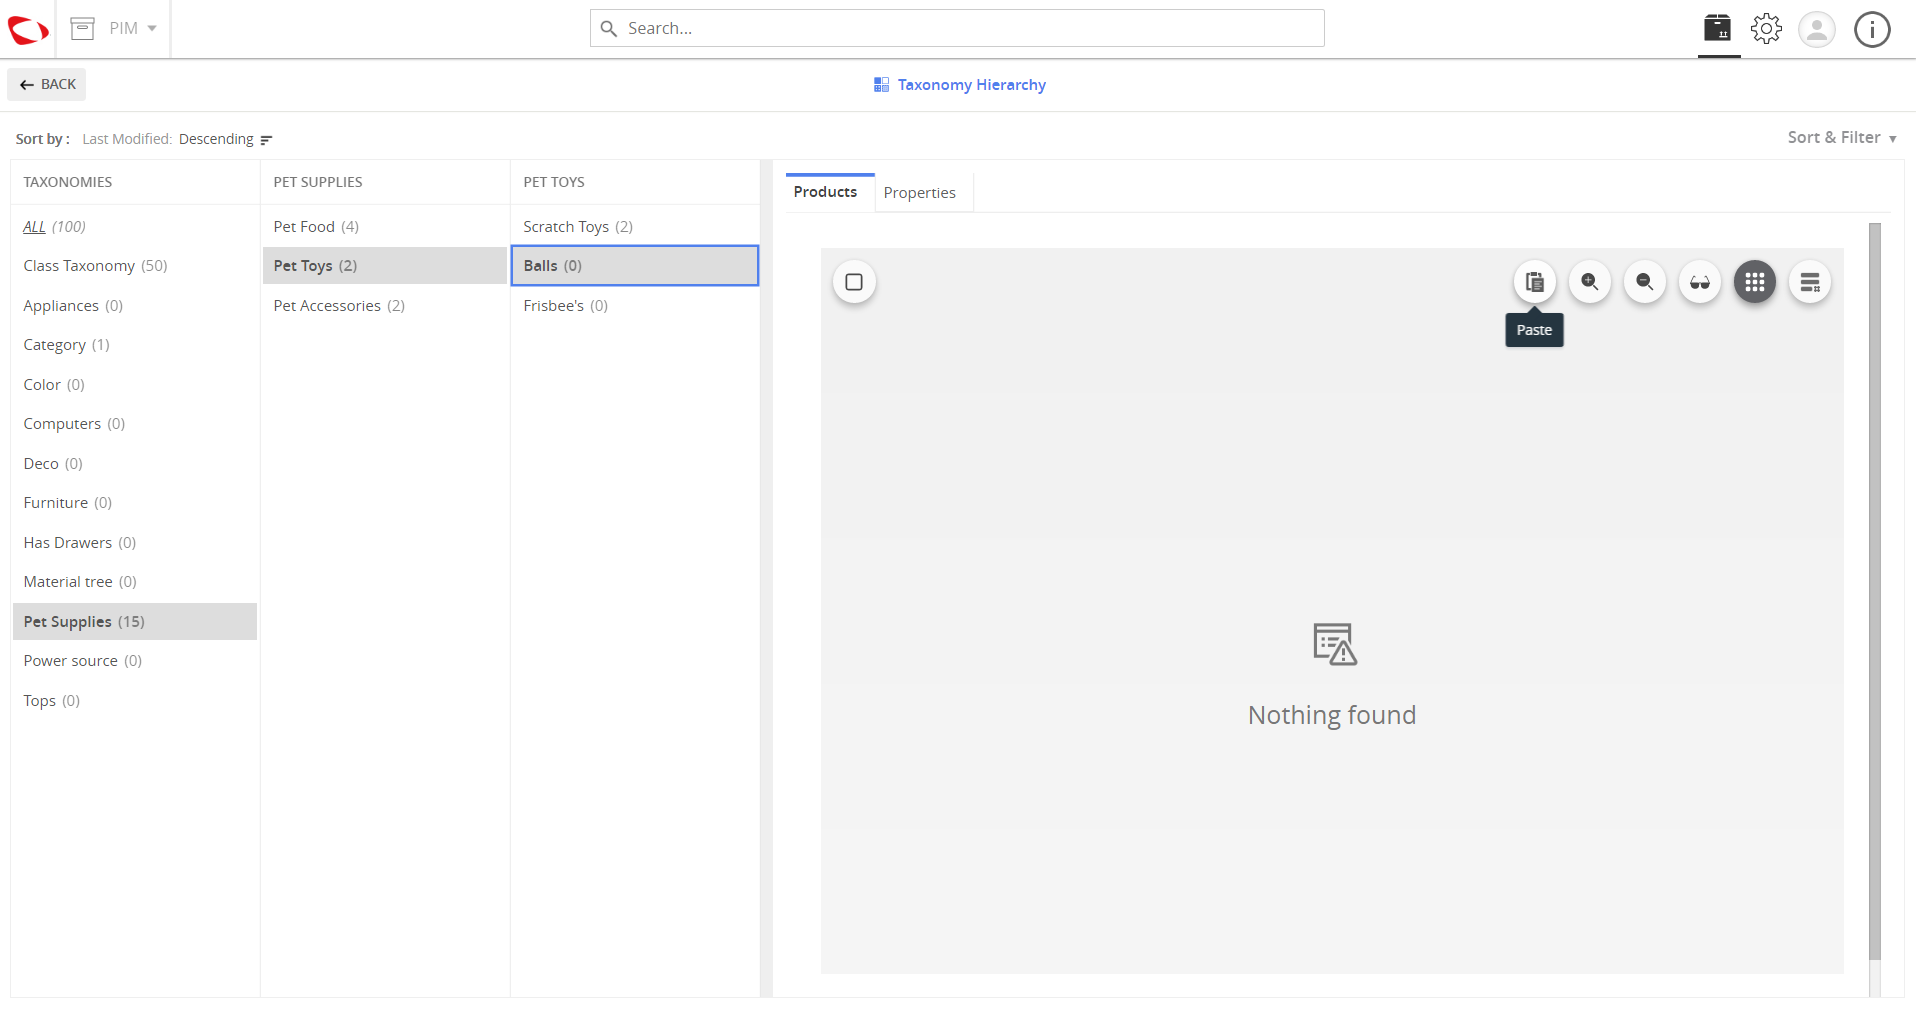 PIM
Search...
BACK
Taxonomy Hierarchy
Sort by : Last Modified: Descending
Sort & Filter
TAXONOMIES
ALL (100)
Class Taxonomy (50)
Appliances (0)
Category (1)
Color (0)
Computers (0)
Deco (0)
Furniture (0)
Has Drawers (0)
Material tree (0)
Pet Supplies (15)
Power source (0)
Tops (0)
PET SUPPLIES
Pet Food (4)
Pet Toys (2)
Pet Accessories (2)
PET TOYS
Scratch Toys (2)
Balls (0)
Frisbee's (0)
Products
Properties
Paste
Nothing found